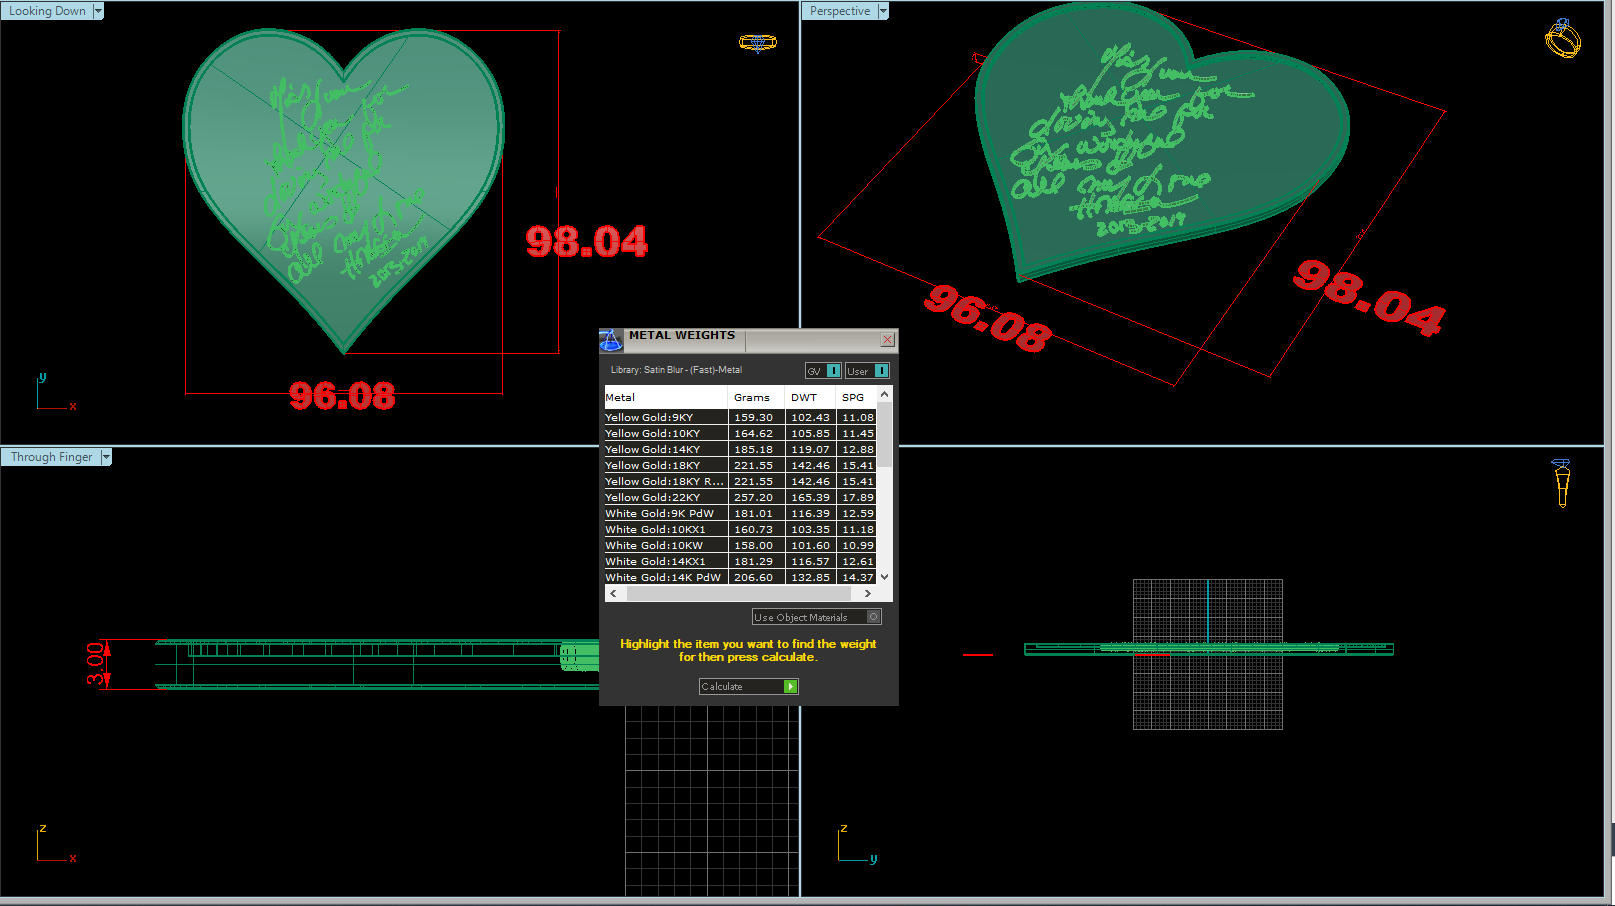 Looking Down
Perspective
98.04
96.08
98.04
96.08
y
x
METAL WEIGHTS
Library: Satin Blur - (Fast)-Metal
GV
User
Metal Grams DWT SPG
Yellow Gold:9KY 159.30 102.43 11.08
Yellow Gold:10KY 164.62 105.85 11.45
Yellow Gold:14KY 185.18 119.07 12.88
Yellow Gold:18KY 221.55 142.46 15.41
Yellow Gold:18KY R... 221.55 142.46 15.41
Yellow Gold:22KY 257.20 165.39 17.89
White Gold:9K PdW 181.01 116.39 12.59
White Gold:10KX1 160.73 103.35 11.18
White Gold:10KW 158.00 101.60 10.99
White Gold:14KX1 181.29 116.57 12.61
White Gold:14K PdW 206.60 132.85 14.37
Use Object Materials
Highlight the item you want to find the weight
for then press calculate.
Calculate
Through Finger
3.00
z
x
z
y
2013-2019
2013-2019